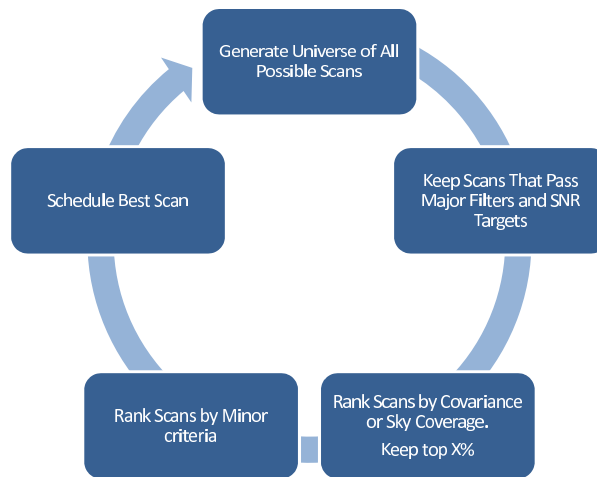 Generate Universe of All
Possible Scans
Keep Scans That Pass
Major Filters and SNR
Targets
Rank Scans by Covariance
or Sky Coverage.
Keep top X%
Rank Scans by Minor
criteria
Schedule Best Scan